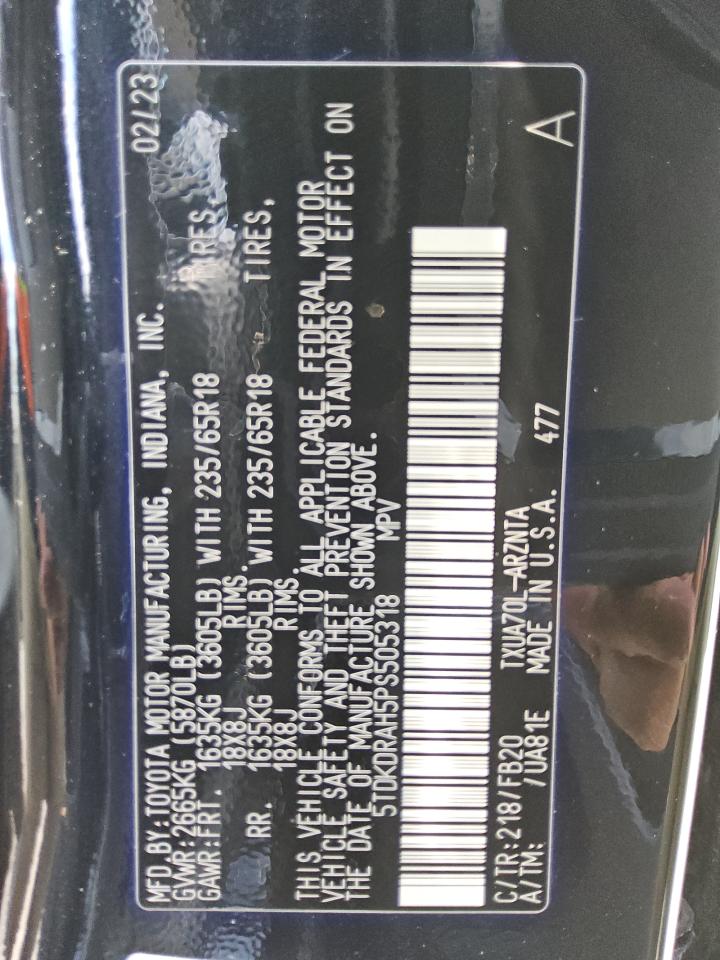 MFD.BY:TOYOTA MOTOR MANUFACTURING, INDIANA, INC. 02/23
GVWR:2665KG (5870LB)
GAWR:FRT. 1635KG (3605LB) WITH 235/65R18 TIRES,
18X8J RIMS.
RR. 1635KG (3605LB) WITH 235/65R18 TIRES,
18X8J RIMS
THIS VEHICLE CONFORMS TO ALL APPLICABLE FEDERAL MOTOR
VEHICLE SAFETY AND THEFT PREVENTION STANDARDS IN EFFECT ON
THE DATE OF MANUFACTURE SHOWN ABOVE.
5TDKDRAH5PS505318 MPV
C/TR:218/FB20 TXUA70L-ARZNTA
A/TM: /UA81E MADE IN U.S.A. 477 A